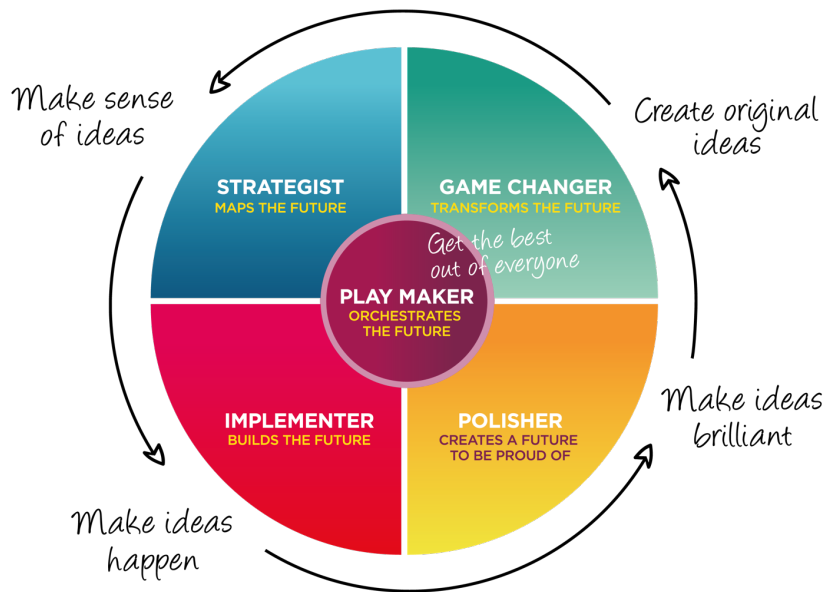 Make sense
of ideas
Create original
ideas
STRATEGIST
MAPS THE FUTURE
GAME CHANGER
TRANSFORMS THE FUTURE
Get the best
out of everyone
PLAY MAKER
ORCHESTRATES
THE FUTURE
IMPLEMENTER
BUILDS THE FUTURE
POLISHER
CREATES A FUTURE
TO BE PROUD OF
Make ideas
brilliant
Make ideas
happen